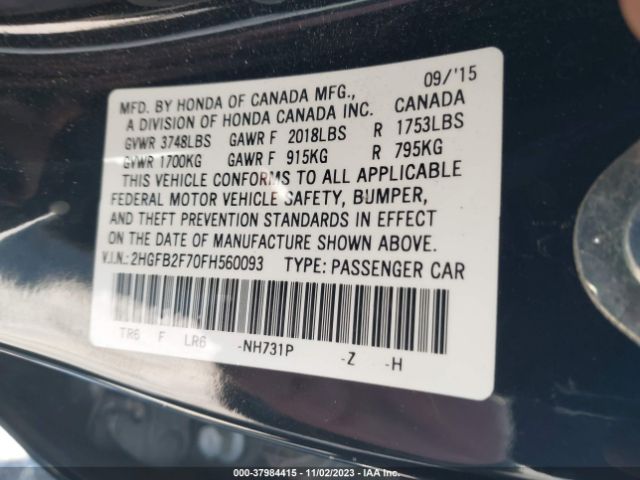 MFD. BY HONDA OF CANADA MFG., 09/'15
A DIVISION OF HONDA CANADA INC. CANADA
GVWR 3748LBS GAWR F 2018LBS R 1753LBS
GVWR 1700KG GAWR F 915KG R 795KG
THIS VEHICLE CONFORMS TO ALL APPLICABLE
FEDERAL MOTOR VEHICLE SAFETY, BUMPER,
AND THEFT PREVENTION STANDARDS IN EFFECT
ON THE DATE OF MANUFACTURE SHOWN ABOVE.
V.I.N.: 2HGFB2F70FH560093 TYPE: PASSENGER CAR
TR6 F LR6 -NH731P -Z -H
000-37984415 - 11/02/2023 - IAA Inc.